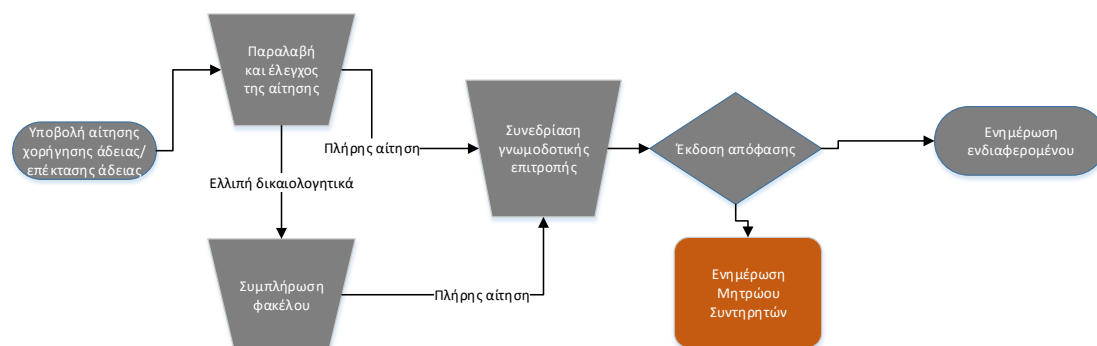 Υποβολή αίτησης
χορήγησης άδειας/
επέκτασης άδειας
Παραλαβή
και έλεγχος
της αίτησης
Πλήρης αίτηση
Ελλιπή δικαιολογητικά
Συμπλήρωση
φακέλου
Πλήρης αίτηση
Συνεδρίαση
γνωμοδοτικής
επιτροπής
Έκδοση απόφασης
Ενημέρωση
ενδιαφερομένου
Ενημέρωση
Μητρώου
Συντηρητών